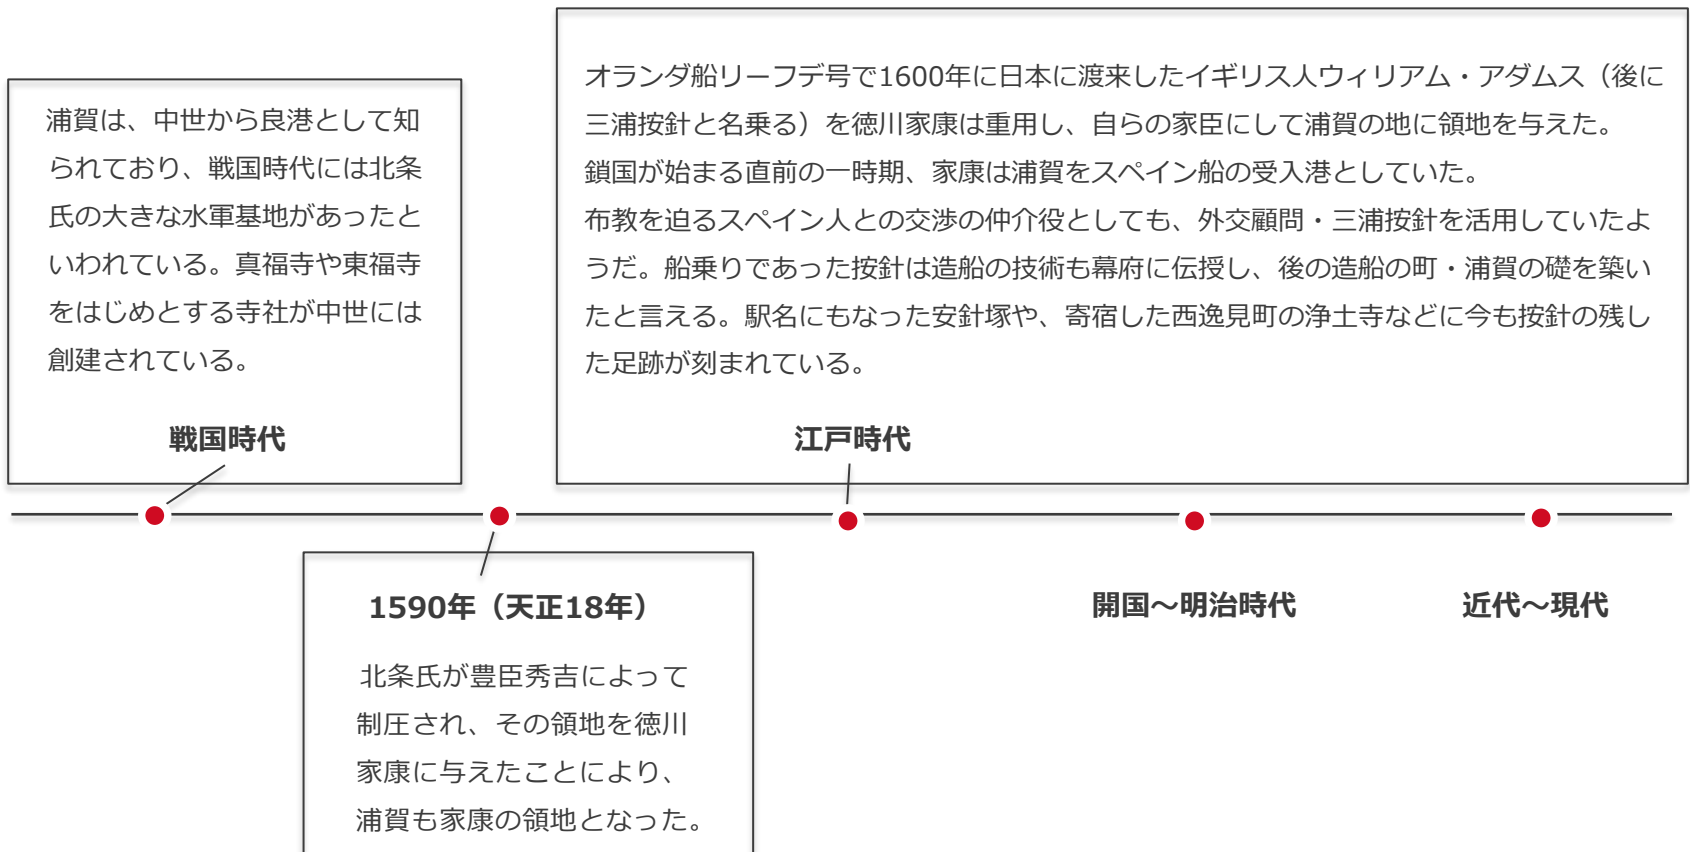 浦賀は、中世から良港として知
られており、戦国時代には北条
氏の大きな水軍基地があったと
いわれている。真福寺や東福寺
をはじめとする寺社が中世には
創建されている。
戦国時代
1590年（天正18年）
北条氏が豊臣秀吉によって
制圧され、その領地を徳川
家康に与えたことにより、
浦賀も家康の領地となった。
オランダ船リーフデ号で1600年に日本に渡来したイギリス人ウィリアム・アダムス（後に
三浦按針と名乗る）を徳川家康は重用し、自らの家臣にして浦賀の地に領地を与えた。
鎖国が始まる直前の一時期、家康は浦賀をスペイン船の受入港としていた。
布教を迫るスペイン人との交渉の仲介役としても、外交顧問・三浦按針を活用していたよ
うだ。船乗りであった按針は造船の技術も幕府に伝授し、後の造船の町・浦賀の礎を築い
たと言える。駅名にもなった安針塚や、寄宿した西逸見町の浄土寺などに今も按針の残し
た足跡が刻まれている。
江戸時代
開国～明治時代
近代～現代